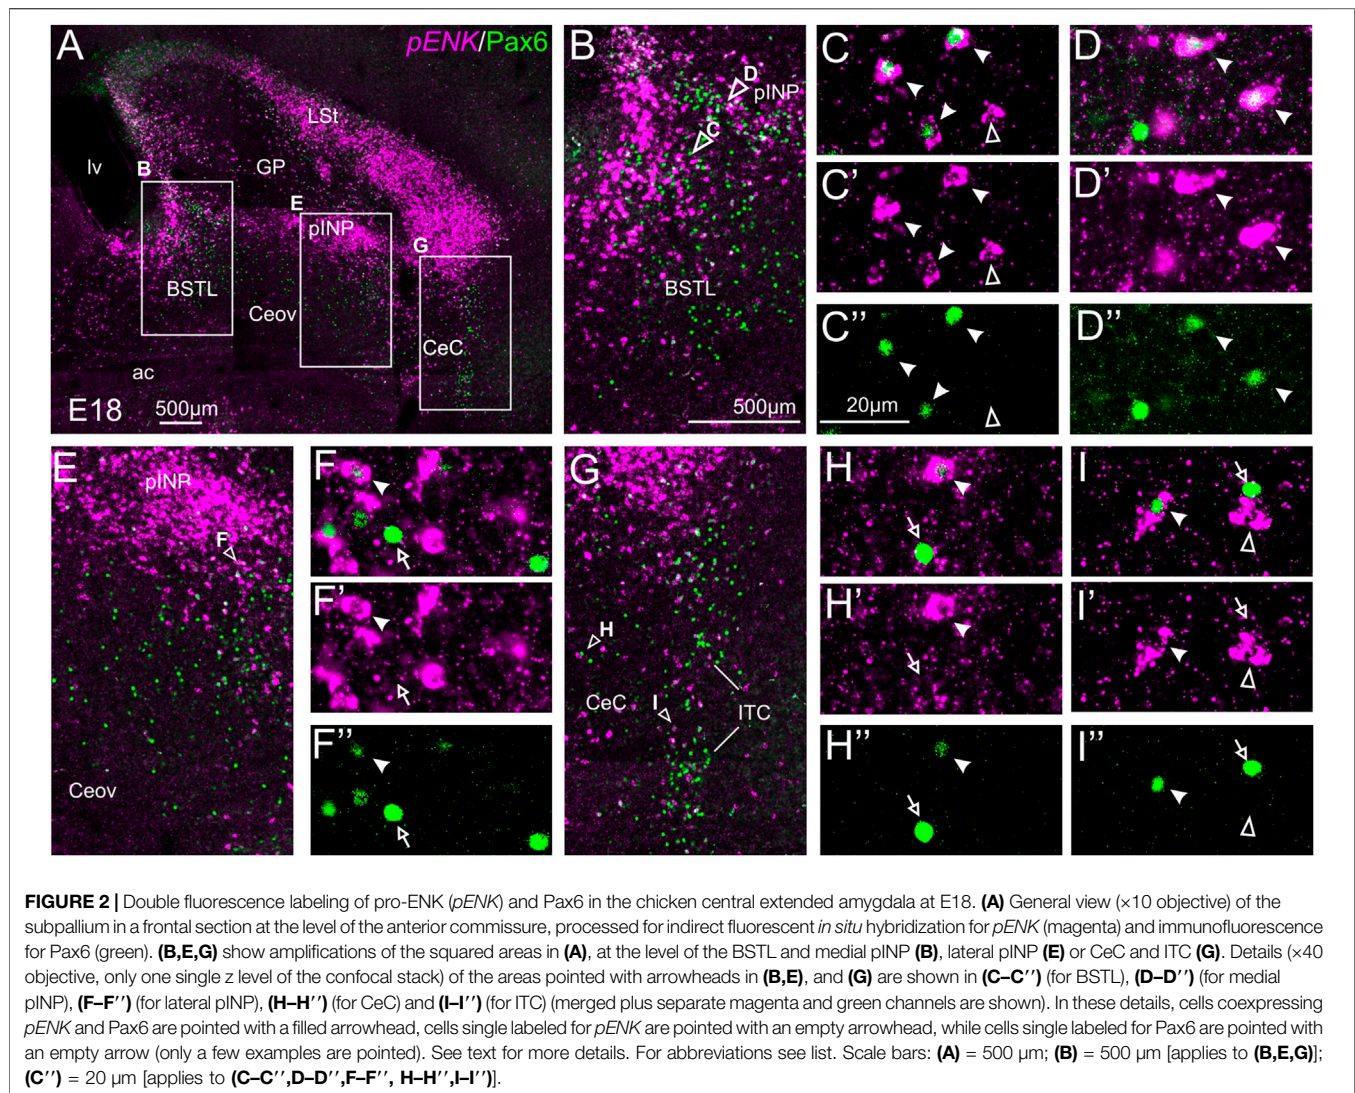 A
pENK/Pax6
LSt
lv
GP
B
E
pINP
G
BSTL
Ceov
CeC
ac
E18
500µm
B
D
pINP
C
BSTL
500µm
C
C'
C''
20µm
D
D'
D''
E
pINP
F
Ceov
F
F'
F''
G
H
CeC
I
ITC
H
H'
H''
I
I'
I''
FIGURE 2 | Double fluorescence labeling of pro-ENK (pENK) and Pax6 in the chicken central extended amygdala at E18. (A) General view (×10 objective) of the
subpallium in a frontal section at the level of the anterior commissure, processed for indirect fluorescent in situ hybridization for pENK (magenta) and immunofluorescence
for Pax6 (green). (B,E,G) show amplifications of the squared areas in (A), at the level of the BSTL and medial pINP (B), lateral pINP (E) or CeC and ITC (G). Details (×40
objective, only one single z level of the confocal stack) of the areas pointed with arrowheads in (B,E), and (G) are shown in (C–C′′) (for BSTL), (D–D′′) (for medial
pINP), (F–F′′) (for lateral pINP), (H–H′′) (for CeC) and (I–I′′) (for ITC) (merged plus separate magenta and green channels are shown). In these details, cells coexpressing
pENK and Pax6 are pointed with a filled arrowhead, cells single labeled for pENK are pointed with an empty arrowhead, while cells single labeled for Pax6 are pointed with
an empty arrow (only a few examples are pointed). See text for more details. For abbreviations see list. Scale bars: (A) = 500 µm; (B) = 500 µm [applies to (B,E,G)];
(C′′) = 20 µm [applies to (C–C′′,D–D′′,F–F′′, H–H′′,I–I′′)].